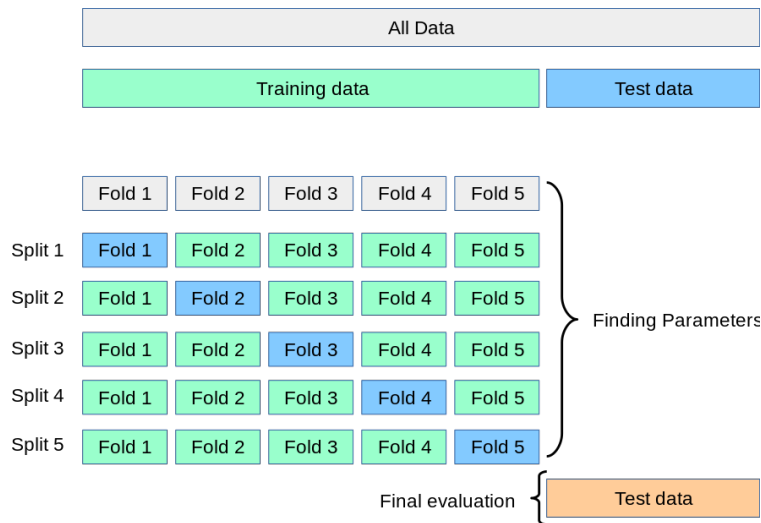 All Data
Training data Test data
Fold 1 Fold 2 Fold 3 Fold 4 Fold 5
Split 1 Fold 1 Fold 2 Fold 3 Fold 4 Fold 5
Split 2 Fold 1 Fold 2 Fold 3 Fold 4 Fold 5
Finding Parameters
Split 3 Fold 1 Fold 2 Fold 3 Fold 4 Fold 5
Split 4 Fold 1 Fold 2 Fold 3 Fold 4 Fold 5
Split 5 Fold 1 Fold 2 Fold 3 Fold 4 Fold 5
Final evaluation Test data